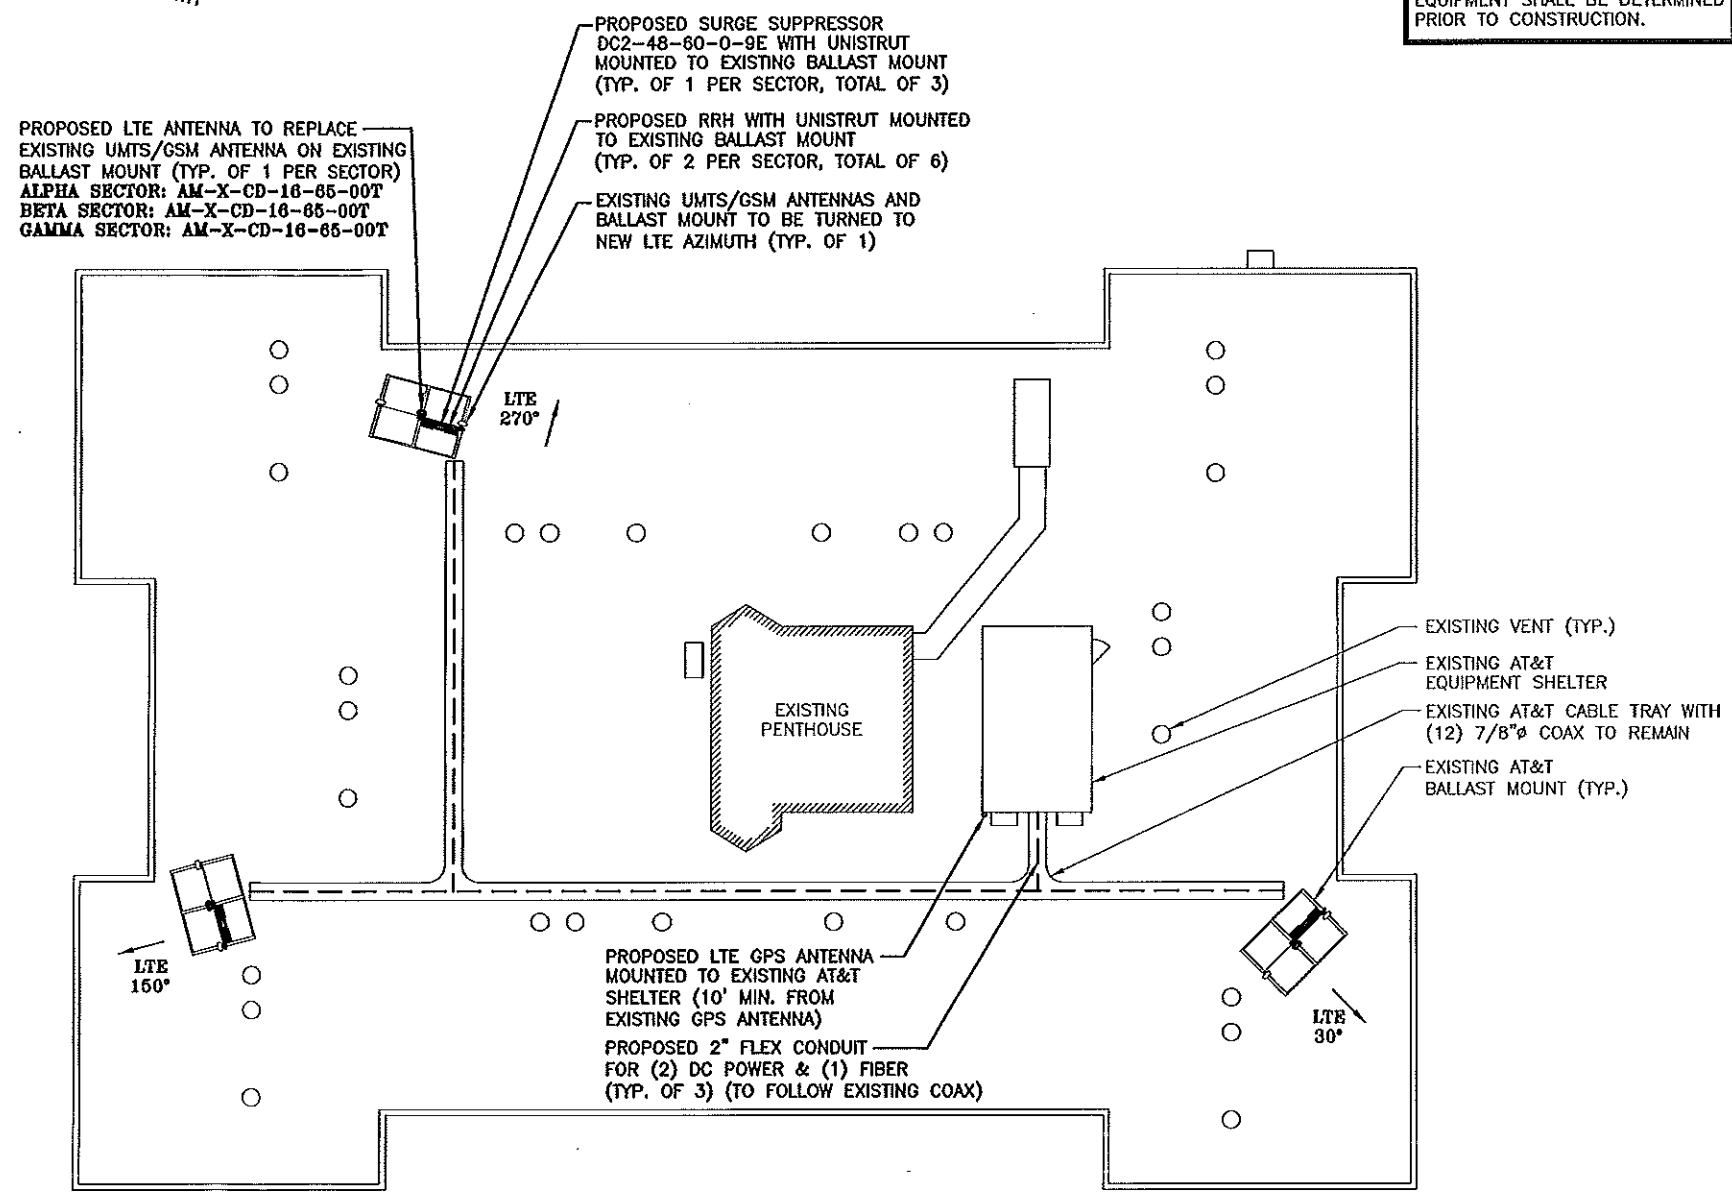 EQUIPMENT SHALL BE DETERMINED
PRIOR TO CONSTRUCTION.
PROPOSED SURGE SUPPRESSOR
DC2-48-60-0-9E WITH UNISTRUT
MOUNTED TO EXISTING BALLAST MOUNT
(TYP. OF 1 PER SECTOR, TOTAL OF 3)
PROPOSED RRH WITH UNISTRUT MOUNTED
TO EXISTING BALLAST MOUNT
(TYP. OF 2 PER SECTOR, TOTAL OF 6)
EXISTING UMTS/GSM ANTENNAS AND
BALLAST MOUNT TO BE TURNED TO
NEW LTE AZIMUTH (TYP. OF 1)
PROPOSED LTE ANTENNA TO REPLACE
EXISTING UMTS/GSM ANTENNA ON EXISTING
BALLAST MOUNT (TYP. OF 1 PER SECTOR)
ALPHA SECTOR: AM-X-CD-16-65-00T
BETA SECTOR: AM-X-CD-16-65-00T
GAMMA SECTOR: AM-X-CD-16-65-00T
LTE
270°
EXISTING
PENTHOUSE
EXISTING VENT (TYP.)
EXISTING AT&T
EQUIPMENT SHELTER
EXISTING AT&T CABLE TRAY WITH
(12) 7/8"ø COAX TO REMAIN
EXISTING AT&T
BALLAST MOUNT (TYP.)
LTE
150°
PROPOSED LTE GPS ANTENNA
MOUNTED TO EXISTING AT&T
SHELTER (10' MIN. FROM
EXISTING GPS ANTENNA)
PROPOSED 2" FLEX CONDUIT
FOR (2) DC POWER & (1) FIBER
(TYP. OF 3) (TO FOLLOW EXISTING COAX)
LTE
30°